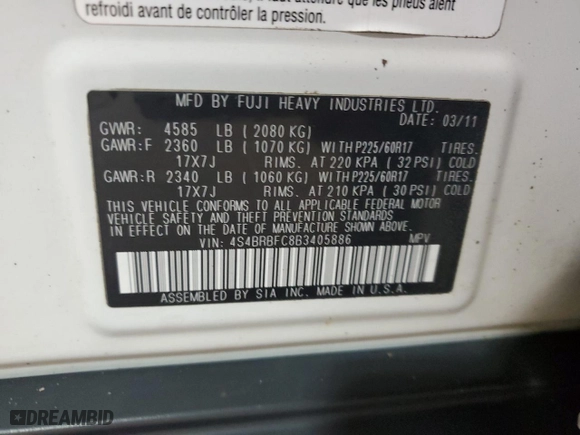 refroidi avant de contrôler la pression.
MFD BY FUJI HEAVY INDUSTRIES LTD.
DATE: 03/11
GVWR: 4585 LB ( 2080 KG)
GAWR: F 2360 LB ( 1070 KG) WITH P225/60R17 TIRES.
17X7J RIMS. AT 220 KPA ( 32 PSI) COLD
GAWR: R 2340 LB ( 1060 KG) WITH P225/60R17 TIRES.
17X7J RIMS. AT 210 KPA ( 30 PSI) COLD
THIS VEHICLE CONFORMS TO ALL APPLICABLE FEDERAL MOTOR
VEHICLE SAFETY AND THEFT PREVENTION STANDARDS
IN EFFECT ON THE DATE OF MANUFACTURE SHOWN ABOVE.
VIN: 4S4BRBFC8B3405886 MPV
ASSEMBLED BY SIA INC. MADE IN U.S.A.
DREAMBID